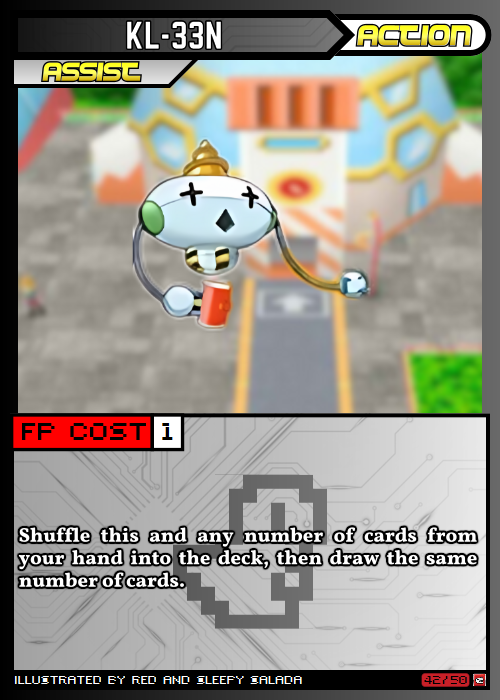 KL-33N
ACTION
ASSIST
FP COST 1
Shuffle this and any number of cards from
your hand into the deck, then draw the same
number of cards.
ILLUSTRATED BY RED AND SLEEPY SALADA
42/50